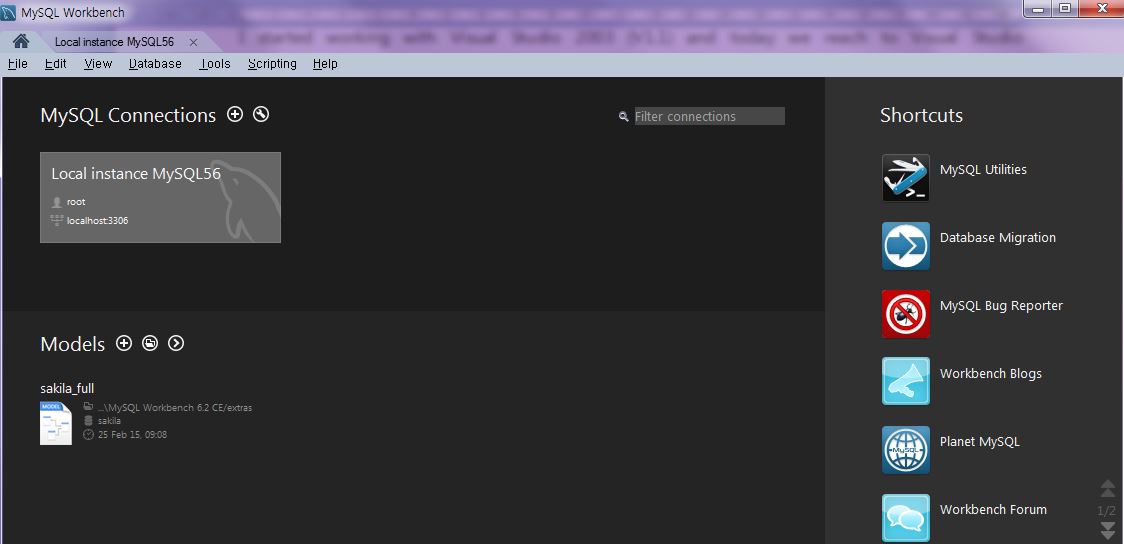 MySQL Workbench
I started working with Visual Studio 2003 (V1.1) and today we reach to Visual Studio
Local instance MySQL56
File Edit View Database Tools Scripting Help
MySQL Connections
Filter connections
Local instance MySQL56
root
localhost:3306
Models
sakila_full
MODEL
...\MySQL Workbench 6.2 CE/extras
sakila
25 Feb 15, 09:08
Shortcuts
MySQL Utilities
Database Migration
MySQL Bug Reporter
Workbench Blogs
MySQL
Planet MySQL
Workbench Forum
1/2